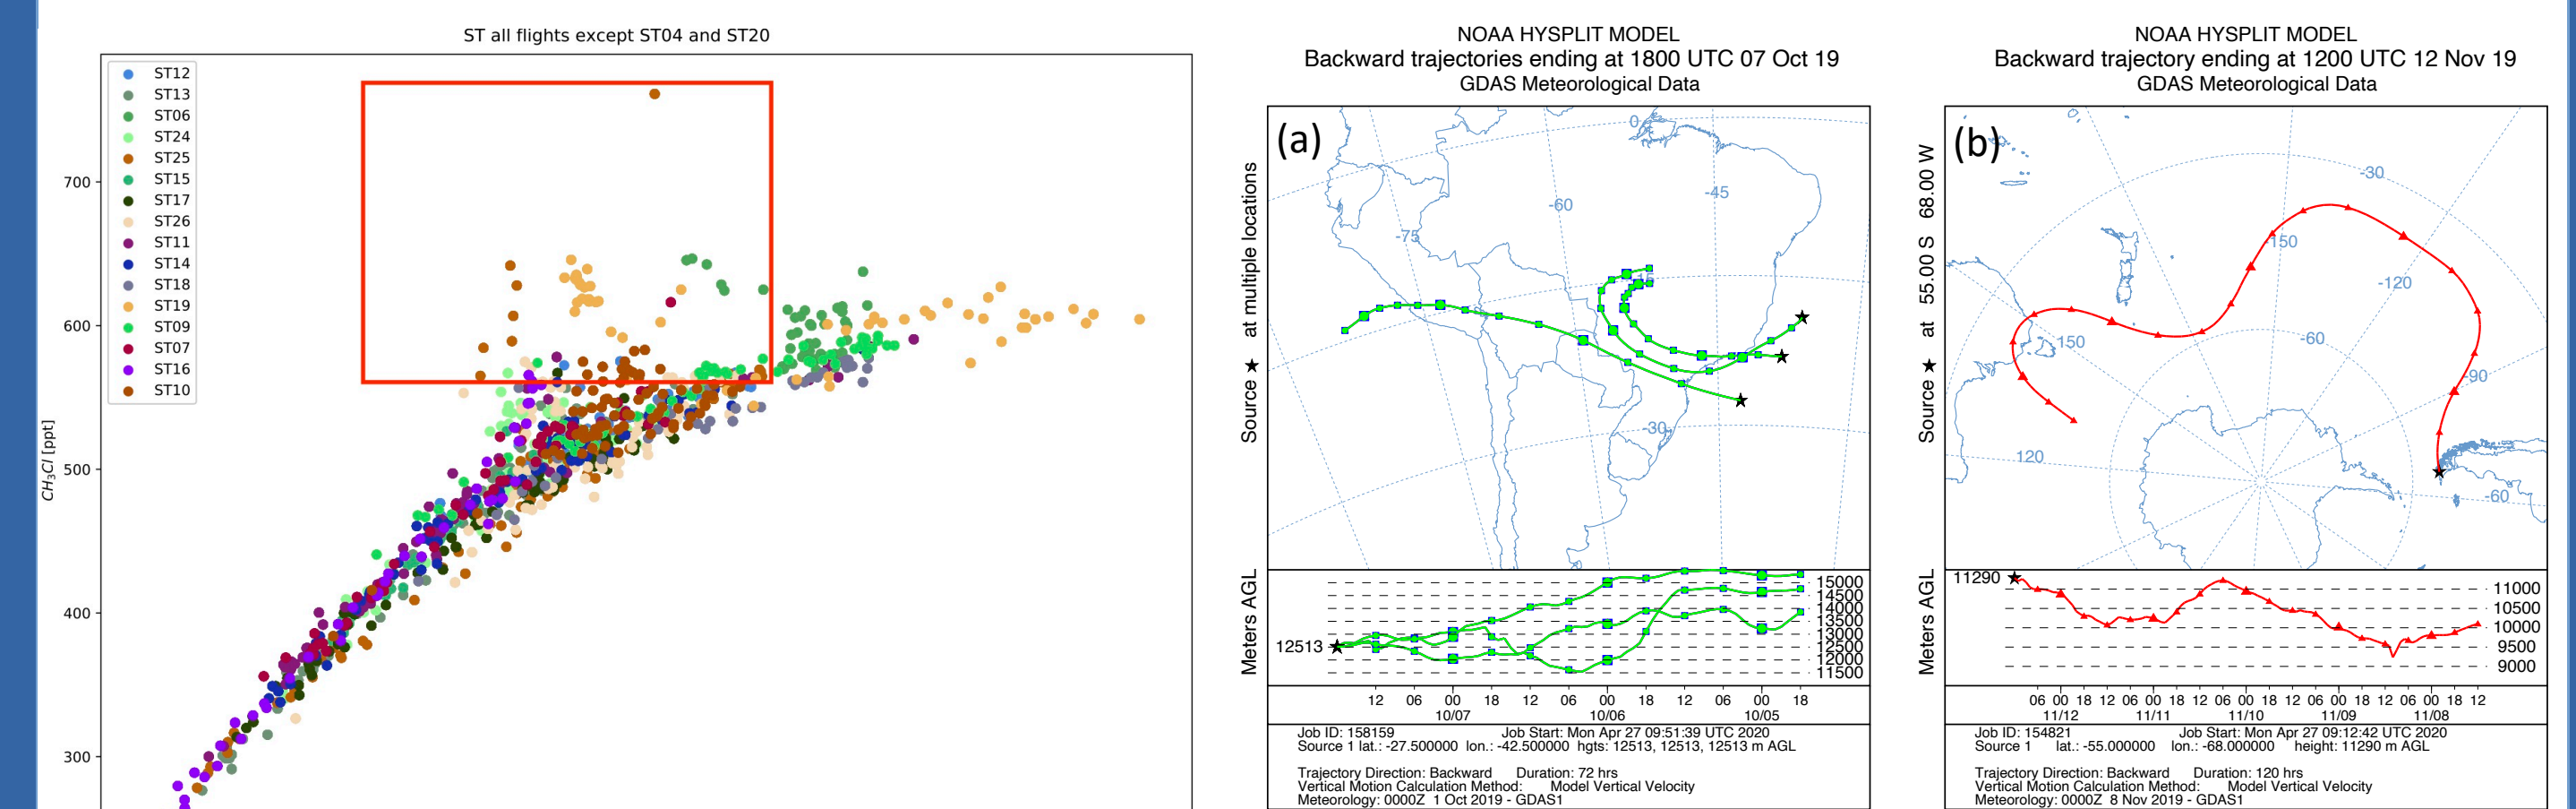 ST all flights except ST04 and ST20
ST12
ST13
ST06
ST24
ST25
ST15
ST17
ST26
ST11
ST14
ST18
ST19
ST09
ST07
ST16
ST10
CH3Cl [ppt]
700
600
500
400
300
NOAA HYSPLIT MODEL
Backward trajectories ending at 1800 UTC 07 Oct 19
GDAS Meteorological Data
(a)
Source ★ at multiple locations
0
-45
-60
-75
-15
-30
Meters AGL
12513
15000
14500
14000
13500
13000
12500
12000
11500
12 06 00 18 12 06 00 18 12 06 00 18
10/07 10/06 10/05
Job ID: 158159 Job Start: Mon Apr 27 09:51:39 UTC 2020
Source 1 lat.: -27.500000 lon.: -42.500000 hgts: 12513, 12513, 12513 m AGL
Trajectory Direction: Backward Duration: 72 hrs
Vertical Motion Calculation Method: Model Vertical Velocity
Meteorology: 0000Z 1 Oct 2019 - GDAS1
NOAA HYSPLIT MODEL
Backward trajectory ending at 1200 UTC 12 Nov 19
GDAS Meteorological Data
(b)
Source ★ at 55.00 S 68.00 W
-30
-150
-120
-60
150
-90
120
-60
Meters AGL
11290
11000
10500
10000
9500
9000
06 00 18 12 06 00 18 12 06 00 18 12 06 00 18 12 06 00 18 12
11/12 11/11 11/10 11/09 11/08
Job ID: 154821 Job Start: Mon Apr 27 09:12:42 UTC 2020
Source 1 lat.: -55.000000 lon.: -68.000000 height: 11290 m AGL
Trajectory Direction: Backward Duration: 120 hrs
Vertical Motion Calculation Method: Model Vertical Velocity
Meteorology: 0000Z 8 Nov 2019 - GDAS1